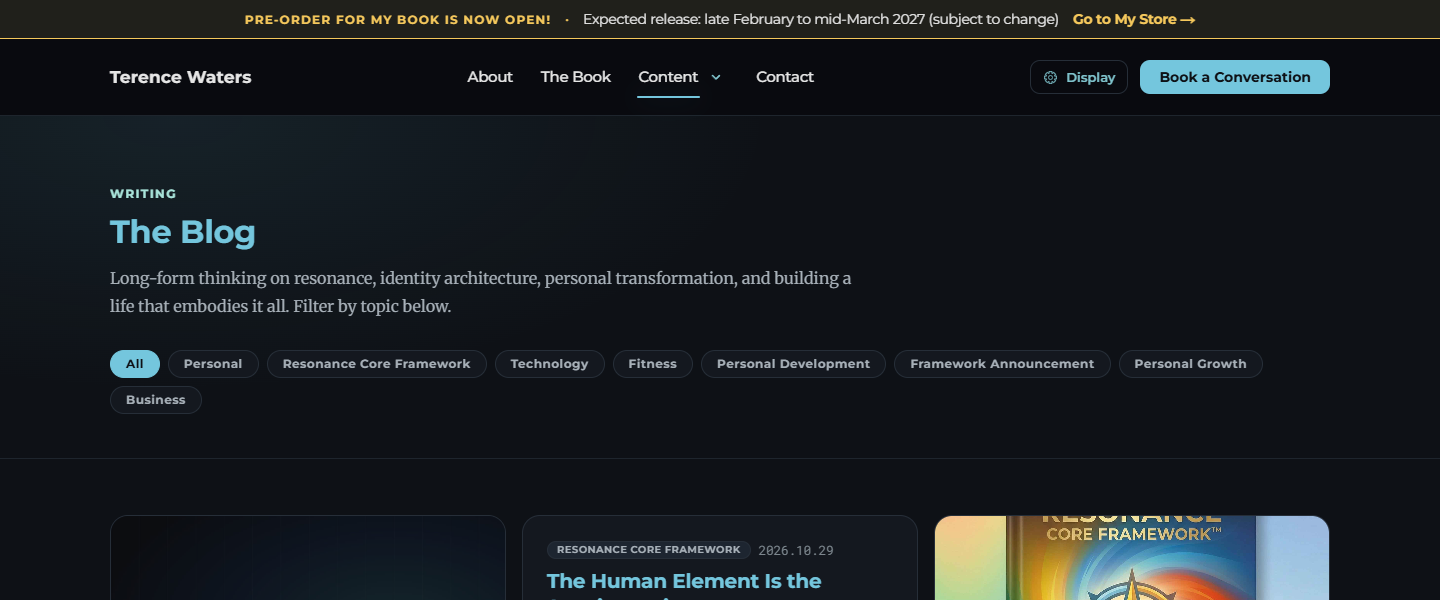 PRE-ORDER FOR MY BOOK IS NOW OPEN! · Expected release: late February to mid-March 2027 (subject to change) Go to My Store →
Terence Waters
About
The Book
Content
Contact
Display
Book a Conversation
WRITING
The Blog
Long-form thinking on resonance, identity architecture, personal transformation, and building a
life that embodies it all. Filter by topic below.
All
Personal
Resonance Core Framework
Technology
Fitness
Personal Development
Framework Announcement
Personal Growth
Business
RESONANCE CORE FRAMEWORK 2026.10.29
The Human Element Is the
RESONANCE
CORE FRAMEWORK™